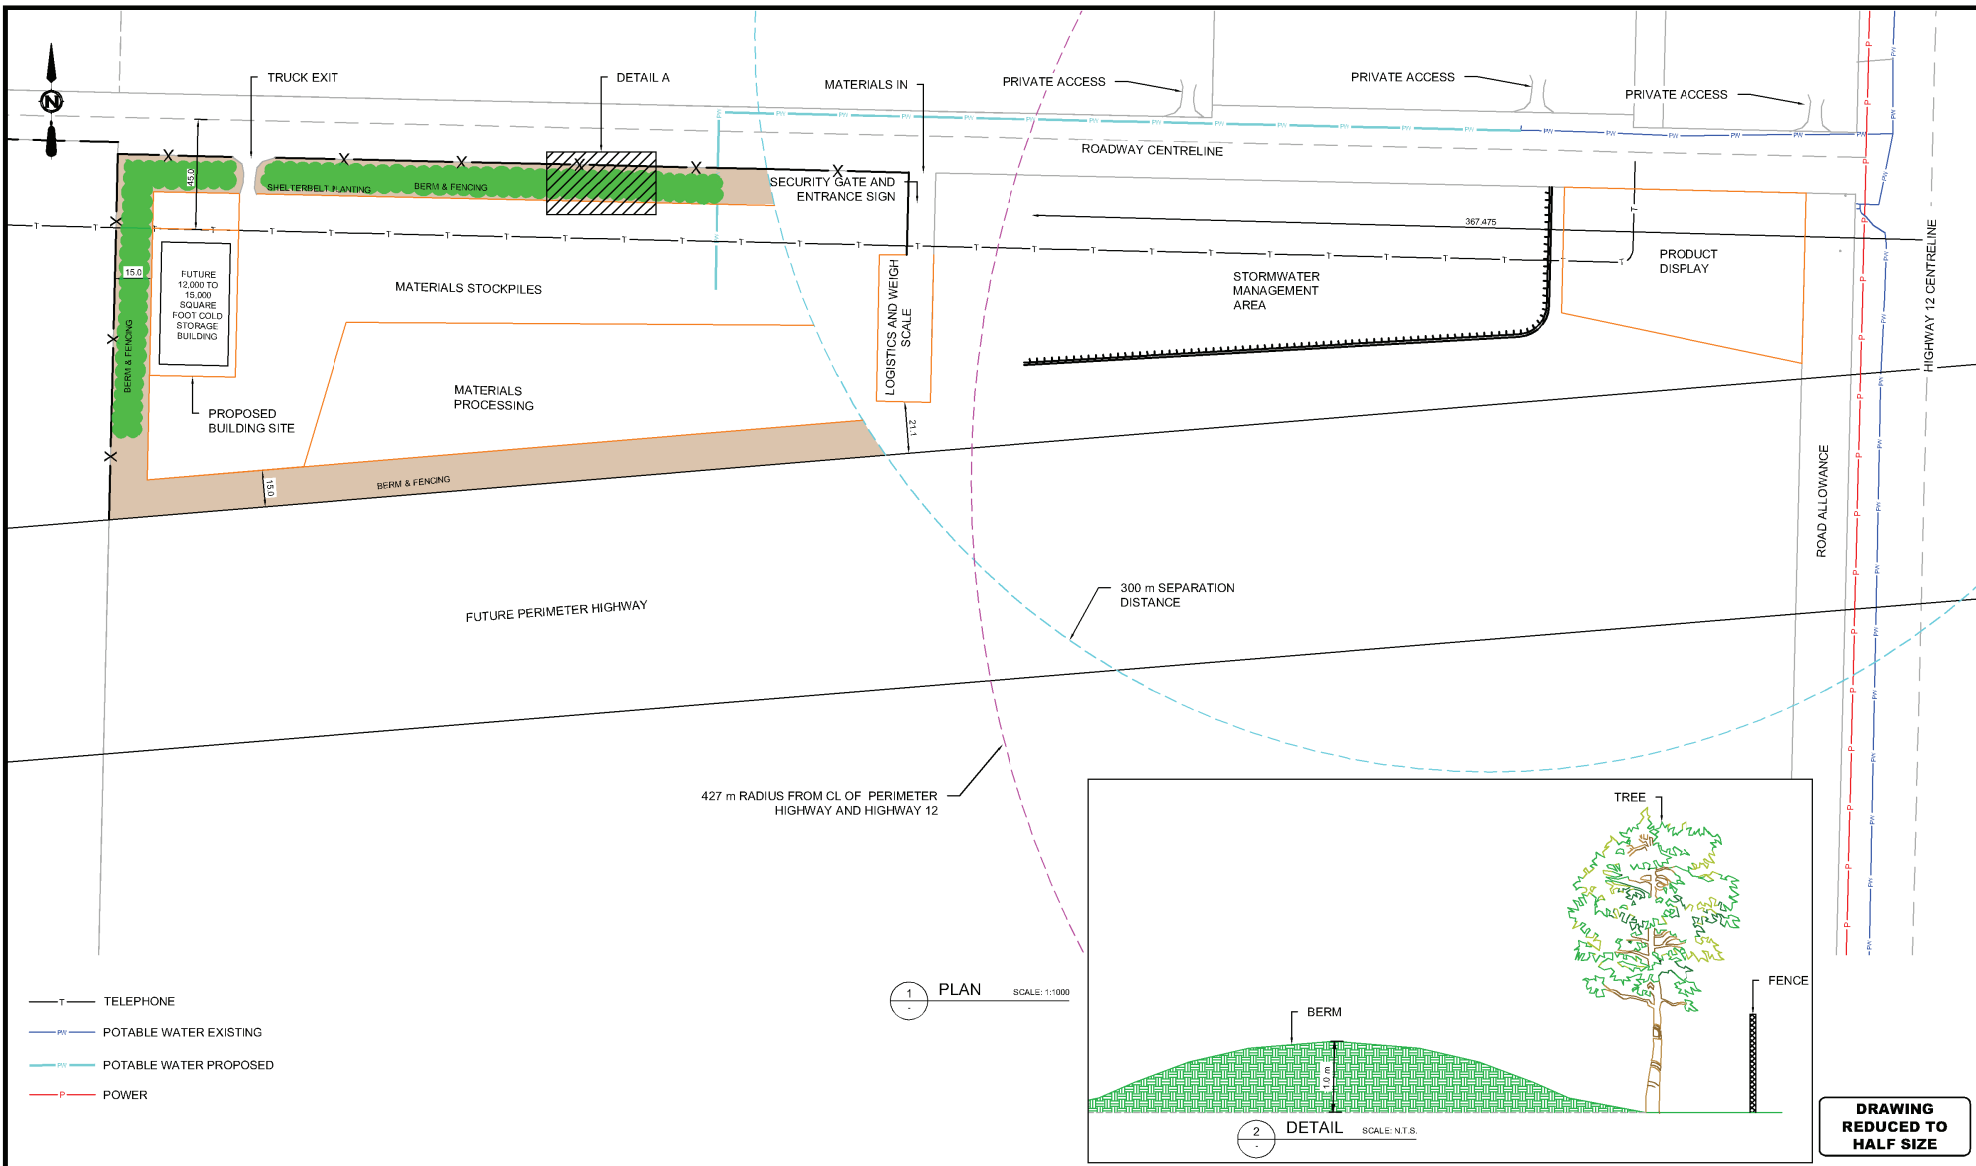 N
TRUCK EXIT
DETAIL A
MATERIALS IN
PRIVATE ACCESS
PRIVATE ACCESS
PRIVATE ACCESS
ROADWAY CENTRELINE
45.0
SHELTERBELT PLANTING
BERM & FENCING
SECURITY GATE AND
ENTRANCE SIGN
367.475
HIGHWAY 12 CENTRELINE
15.0
FUTURE
12,000 TO
15,000
SQUARE
FOOT COLD
STORAGE
BUILDING
MATERIALS STOCKPILES
LOGISTICS AND WEIGH
SCALE
STORMWATER
MANAGEMENT
AREA
PRODUCT
DISPLAY
BERM & FENCING
PROPOSED
BUILDING SITE
MATERIALS
PROCESSING
21.1
15.0
BERM & FENCING
ROAD ALLOWANCE
FUTURE PERIMETER HIGHWAY
300 m SEPARATION
DISTANCE
427 m RADIUS FROM CL OF PERIMETER
HIGHWAY AND HIGHWAY 12
T TELEPHONE
PW POTABLE WATER EXISTING
PW POTABLE WATER PROPOSED
P POWER
1
-
PLAN SCALE: 1:1000
TREE
FENCE
BERM
1.0 m
2
-
DETAIL SCALE: N.T.S.
DRAWING
REDUCED TO
HALF SIZE